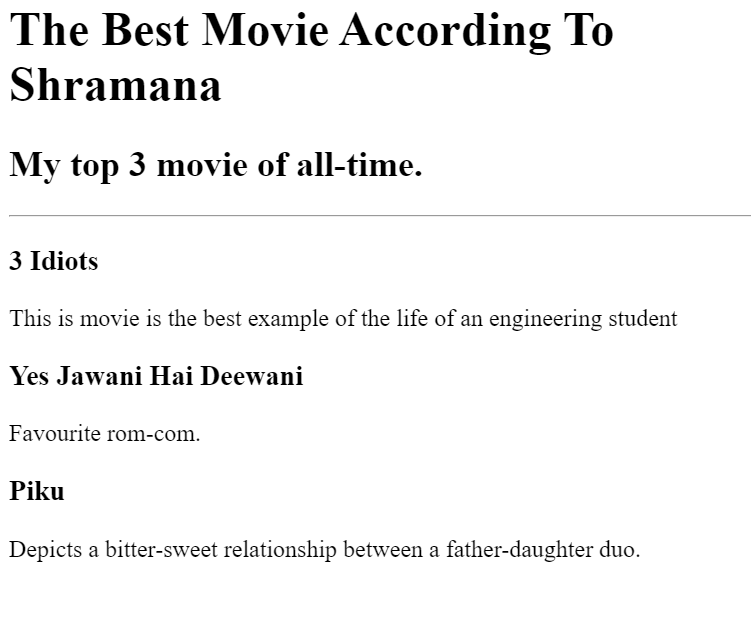 The Best Movie According To
Shramana
My top 3 movie of all-time.
3 Idiots
This is movie is the best example of the life of an engineering student
Yes Jawani Hai Deewani
Favourite rom-com.
Piku
Depicts a bitter-sweet relationship between a father-daughter duo.